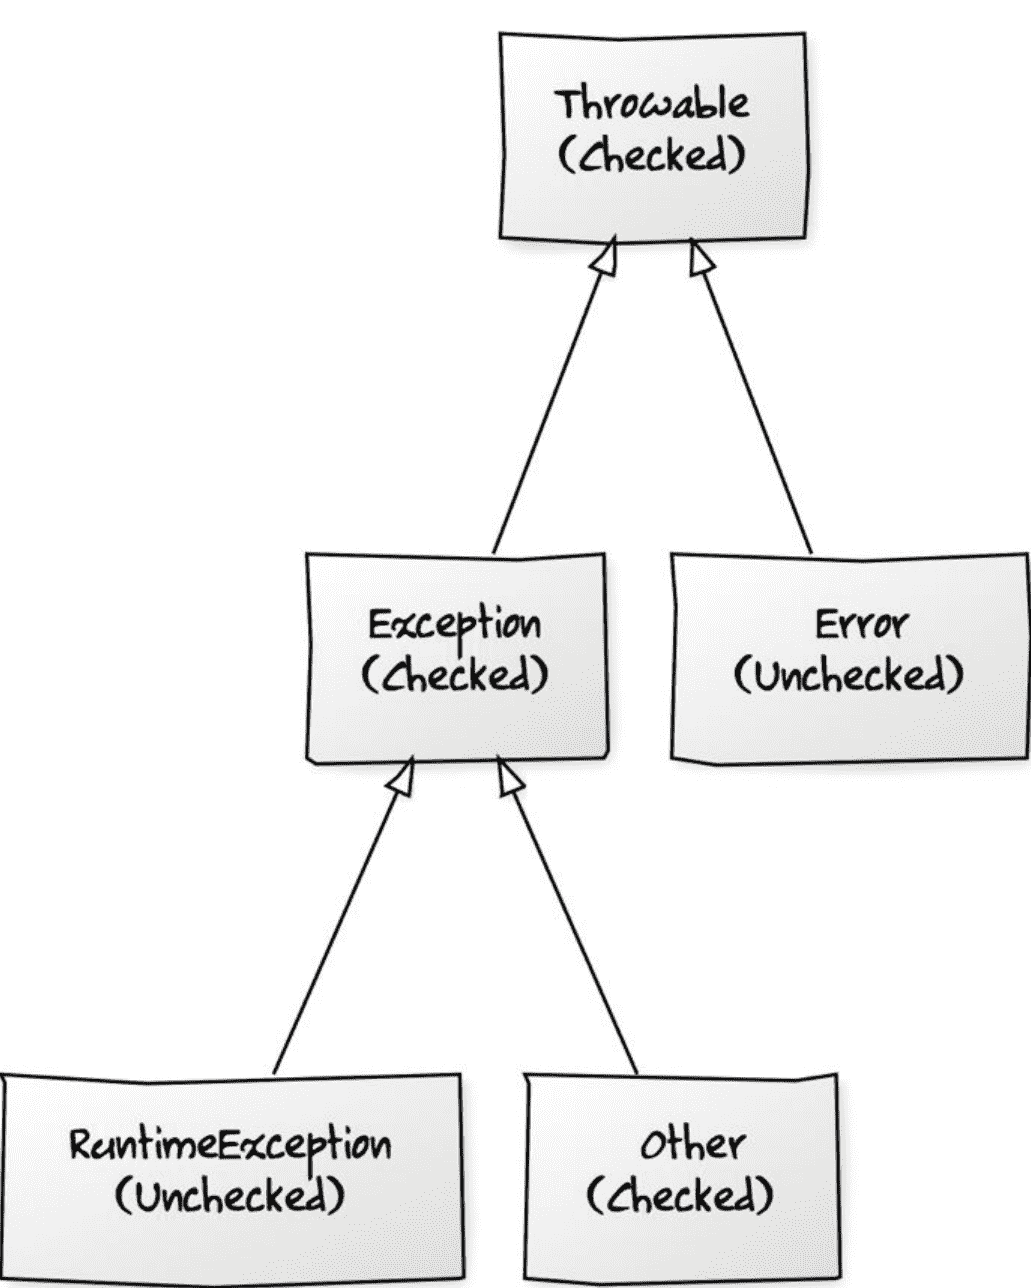 Throwable
(Checked)
Exception
(Checked)
Error
(Unchecked)
RuntimeException
(Unchecked)
Other
(Checked)